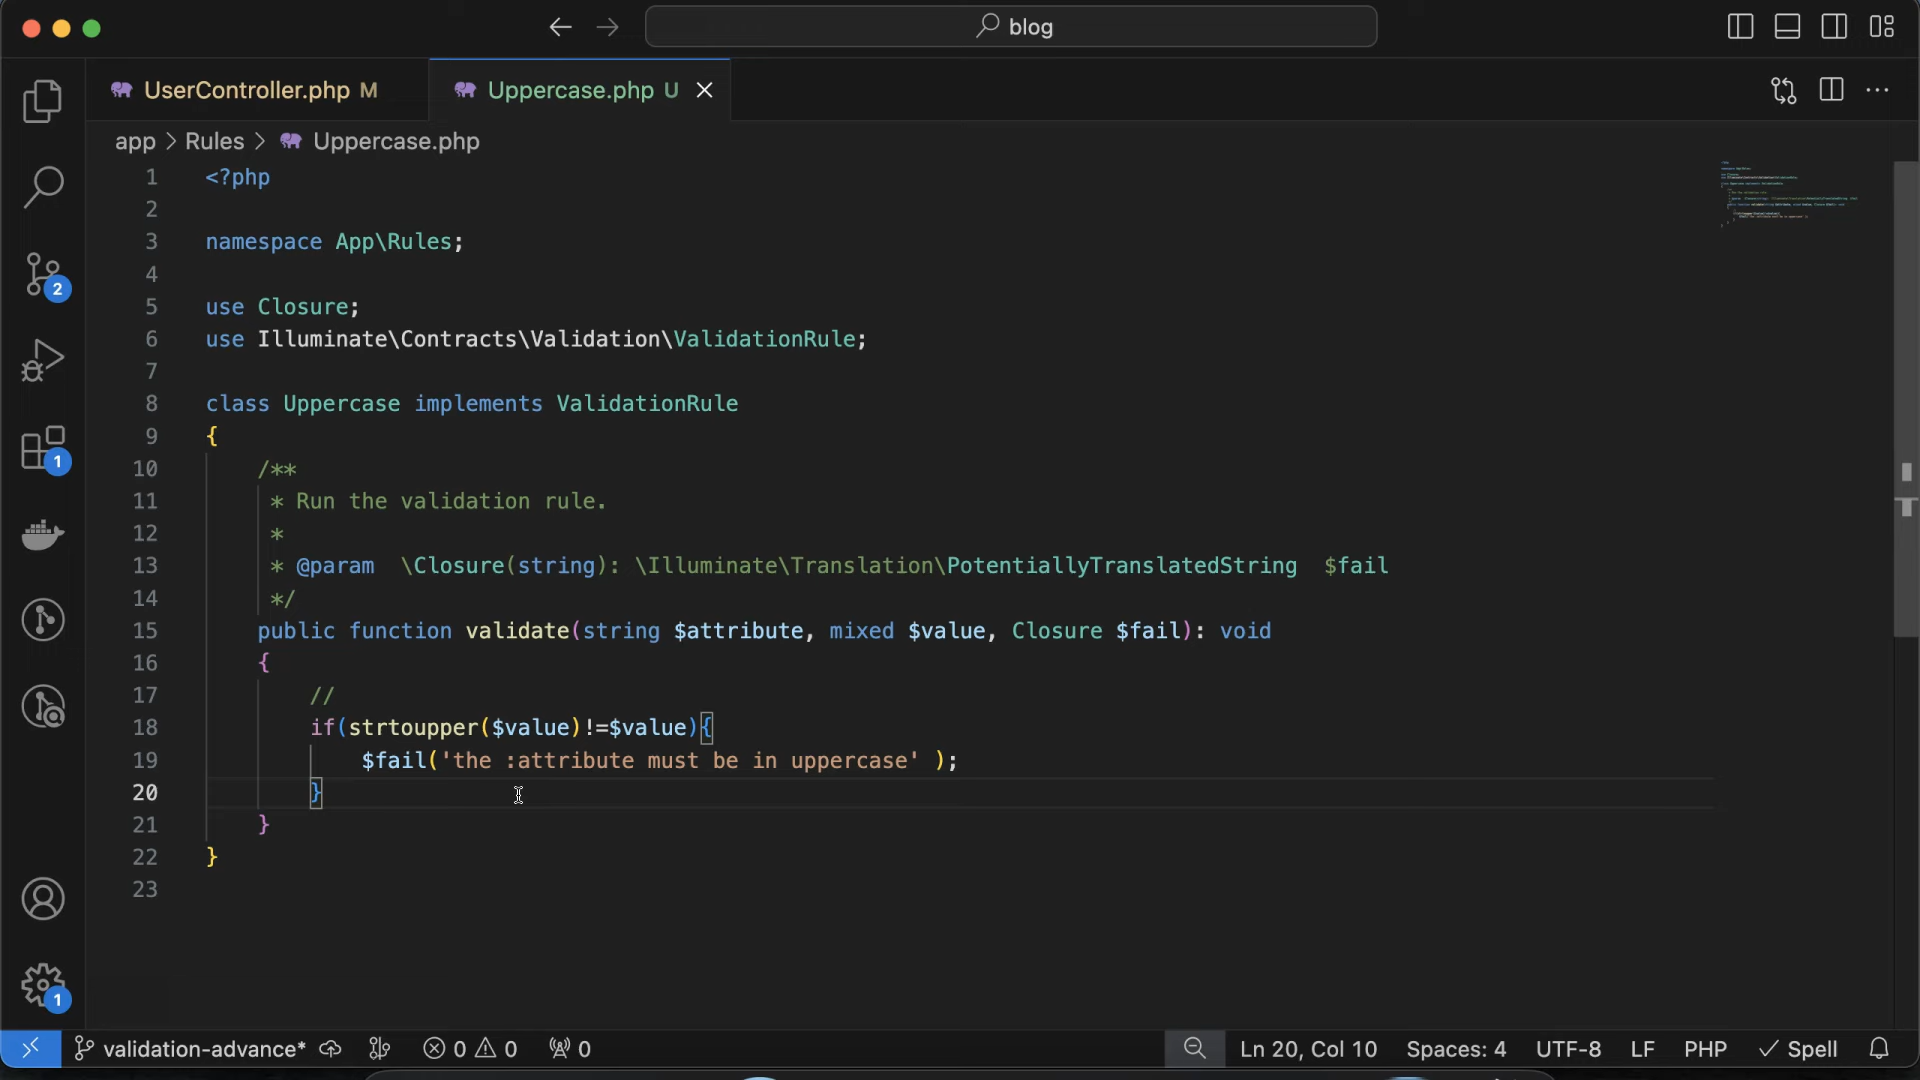 blog
UserController.php M
Uppercase.php U
app > Rules > Uppercase.php
1 <?php
2
3 namespace App\Rules;
4
5 use Closure;
6 use Illuminate\Contracts\Validation\ValidationRule;
7
8 class Uppercase implements ValidationRule
9 {
10 /**
11 * Run the validation rule.
12 *
13 * @param  \Closure(string): \Illuminate\Translation\PotentiallyTranslatedString  $fail
14 */
15 public function validate(string $attribute, mixed $value, Closure $fail): void
16 {
17 //
18 if(strtoupper($value)!=$value){
19 $fail('the :attribute must be in uppercase' );
20 }
21 }
22 }
23
2
1
1
validation-advance* 0 0 0 Ln 20, Col 10 Spaces: 4 UTF-8 LF PHP Spell